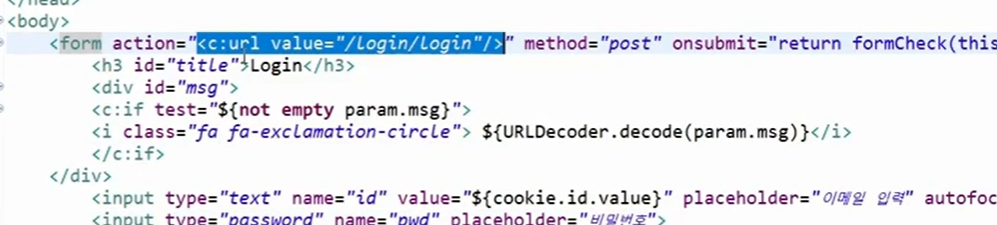 </head>
<body>
<form action="<c:url value="/login/login"/>" method="post" onsubmit="return formCheck(this
<h3 id="title">Login</h3>
<div id="msg">
<c:if test="${not empty param.msg}">
<i class="fa fa-exclamation-circle"> ${URLDecoder.decode(param.msg)}</i>
</c:if>
</div>
<input type="text" name="id" value="${cookie.id.value}" placeholder="이메일 입력" autofoc
<input type="password" name="pwd" placeholder="비밀번호">